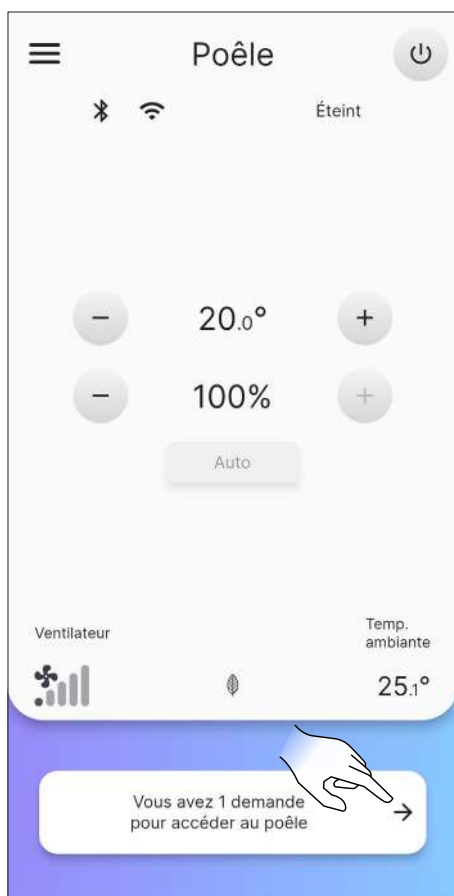 Poêle
Éteint
20.0°
100%
Auto
Ventilateur
Temp.
ambiante
25.1°
Vous avez 1 demande
pour accéder au poêle